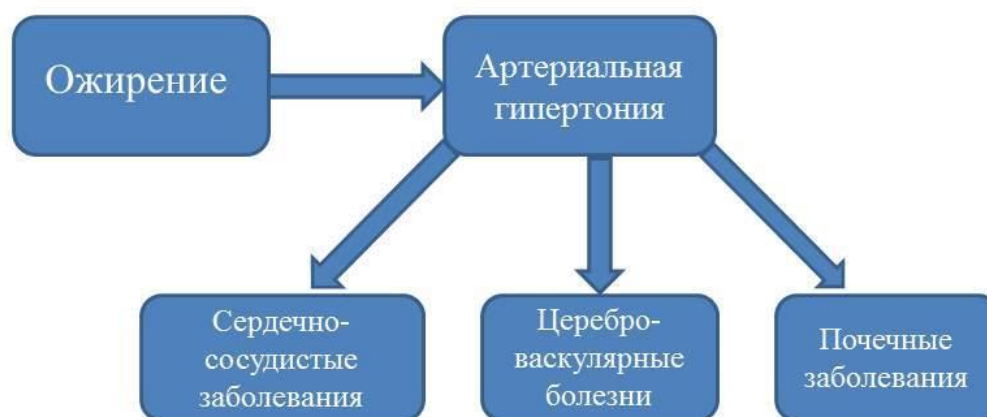 Ожирение
Артериальная
гипертония
Сердечно-
сосудистые
заболевания
Церебро-
васкулярные
болезни
Почечные
заболевания